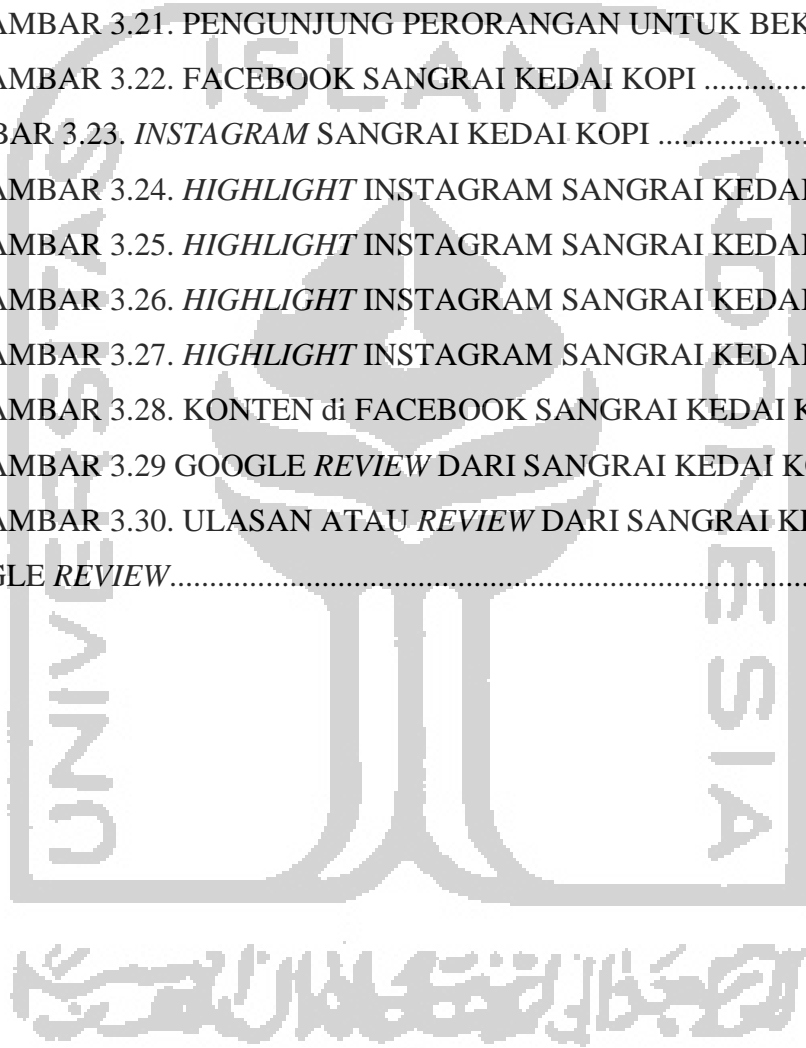 AMBAR 3.21. PENGUNJUNG PERORANGAN UNTUK BEK
AMBAR 3.22. FACEBOOK SANGRAI KEDAI KOPI ................
BAR 3.23. INSTAGRAM SANGRAI KEDAI KOPI .......................
AMBAR 3.24. HIGHLIGHT INSTAGRAM SANGRAI KEDAI
AMBAR 3.25. HIGHLIGHT INSTAGRAM SANGRAI KEDAI
AMBAR 3.26. HIGHLIGHT INSTAGRAM SANGRAI KEDAI
AMBAR 3.27. HIGHLIGHT INSTAGRAM SANGRAI KEDAI
AMBAR 3.28. KONTEN di FACEBOOK SANGRAI KEDAI K
AMBAR 3.29 GOOGLE REVIEW DARI SANGRAI KEDAI KO
AMBAR 3.30. ULASAN ATAU REVIEW DARI SANGRAI KE
GLE REVIEW..........................................................................................
ISLAM
UNIVERSITAS
INDONESIA